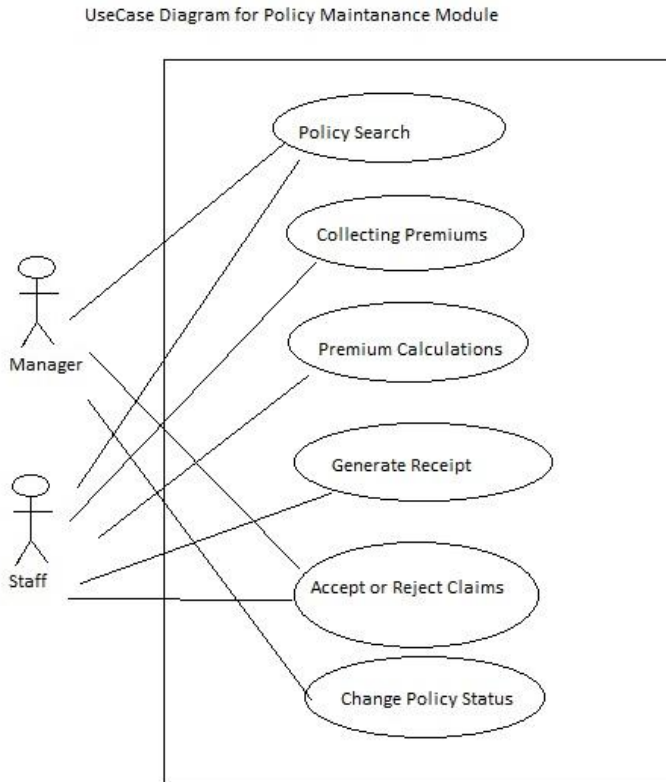 UseCase Diagram for Policy Maintanance Module
Policy Search
Collecting Premiums
Manager
Premium Calculations
Generate Receipt
Staff
Accept or Reject Claims
Change Policy Status